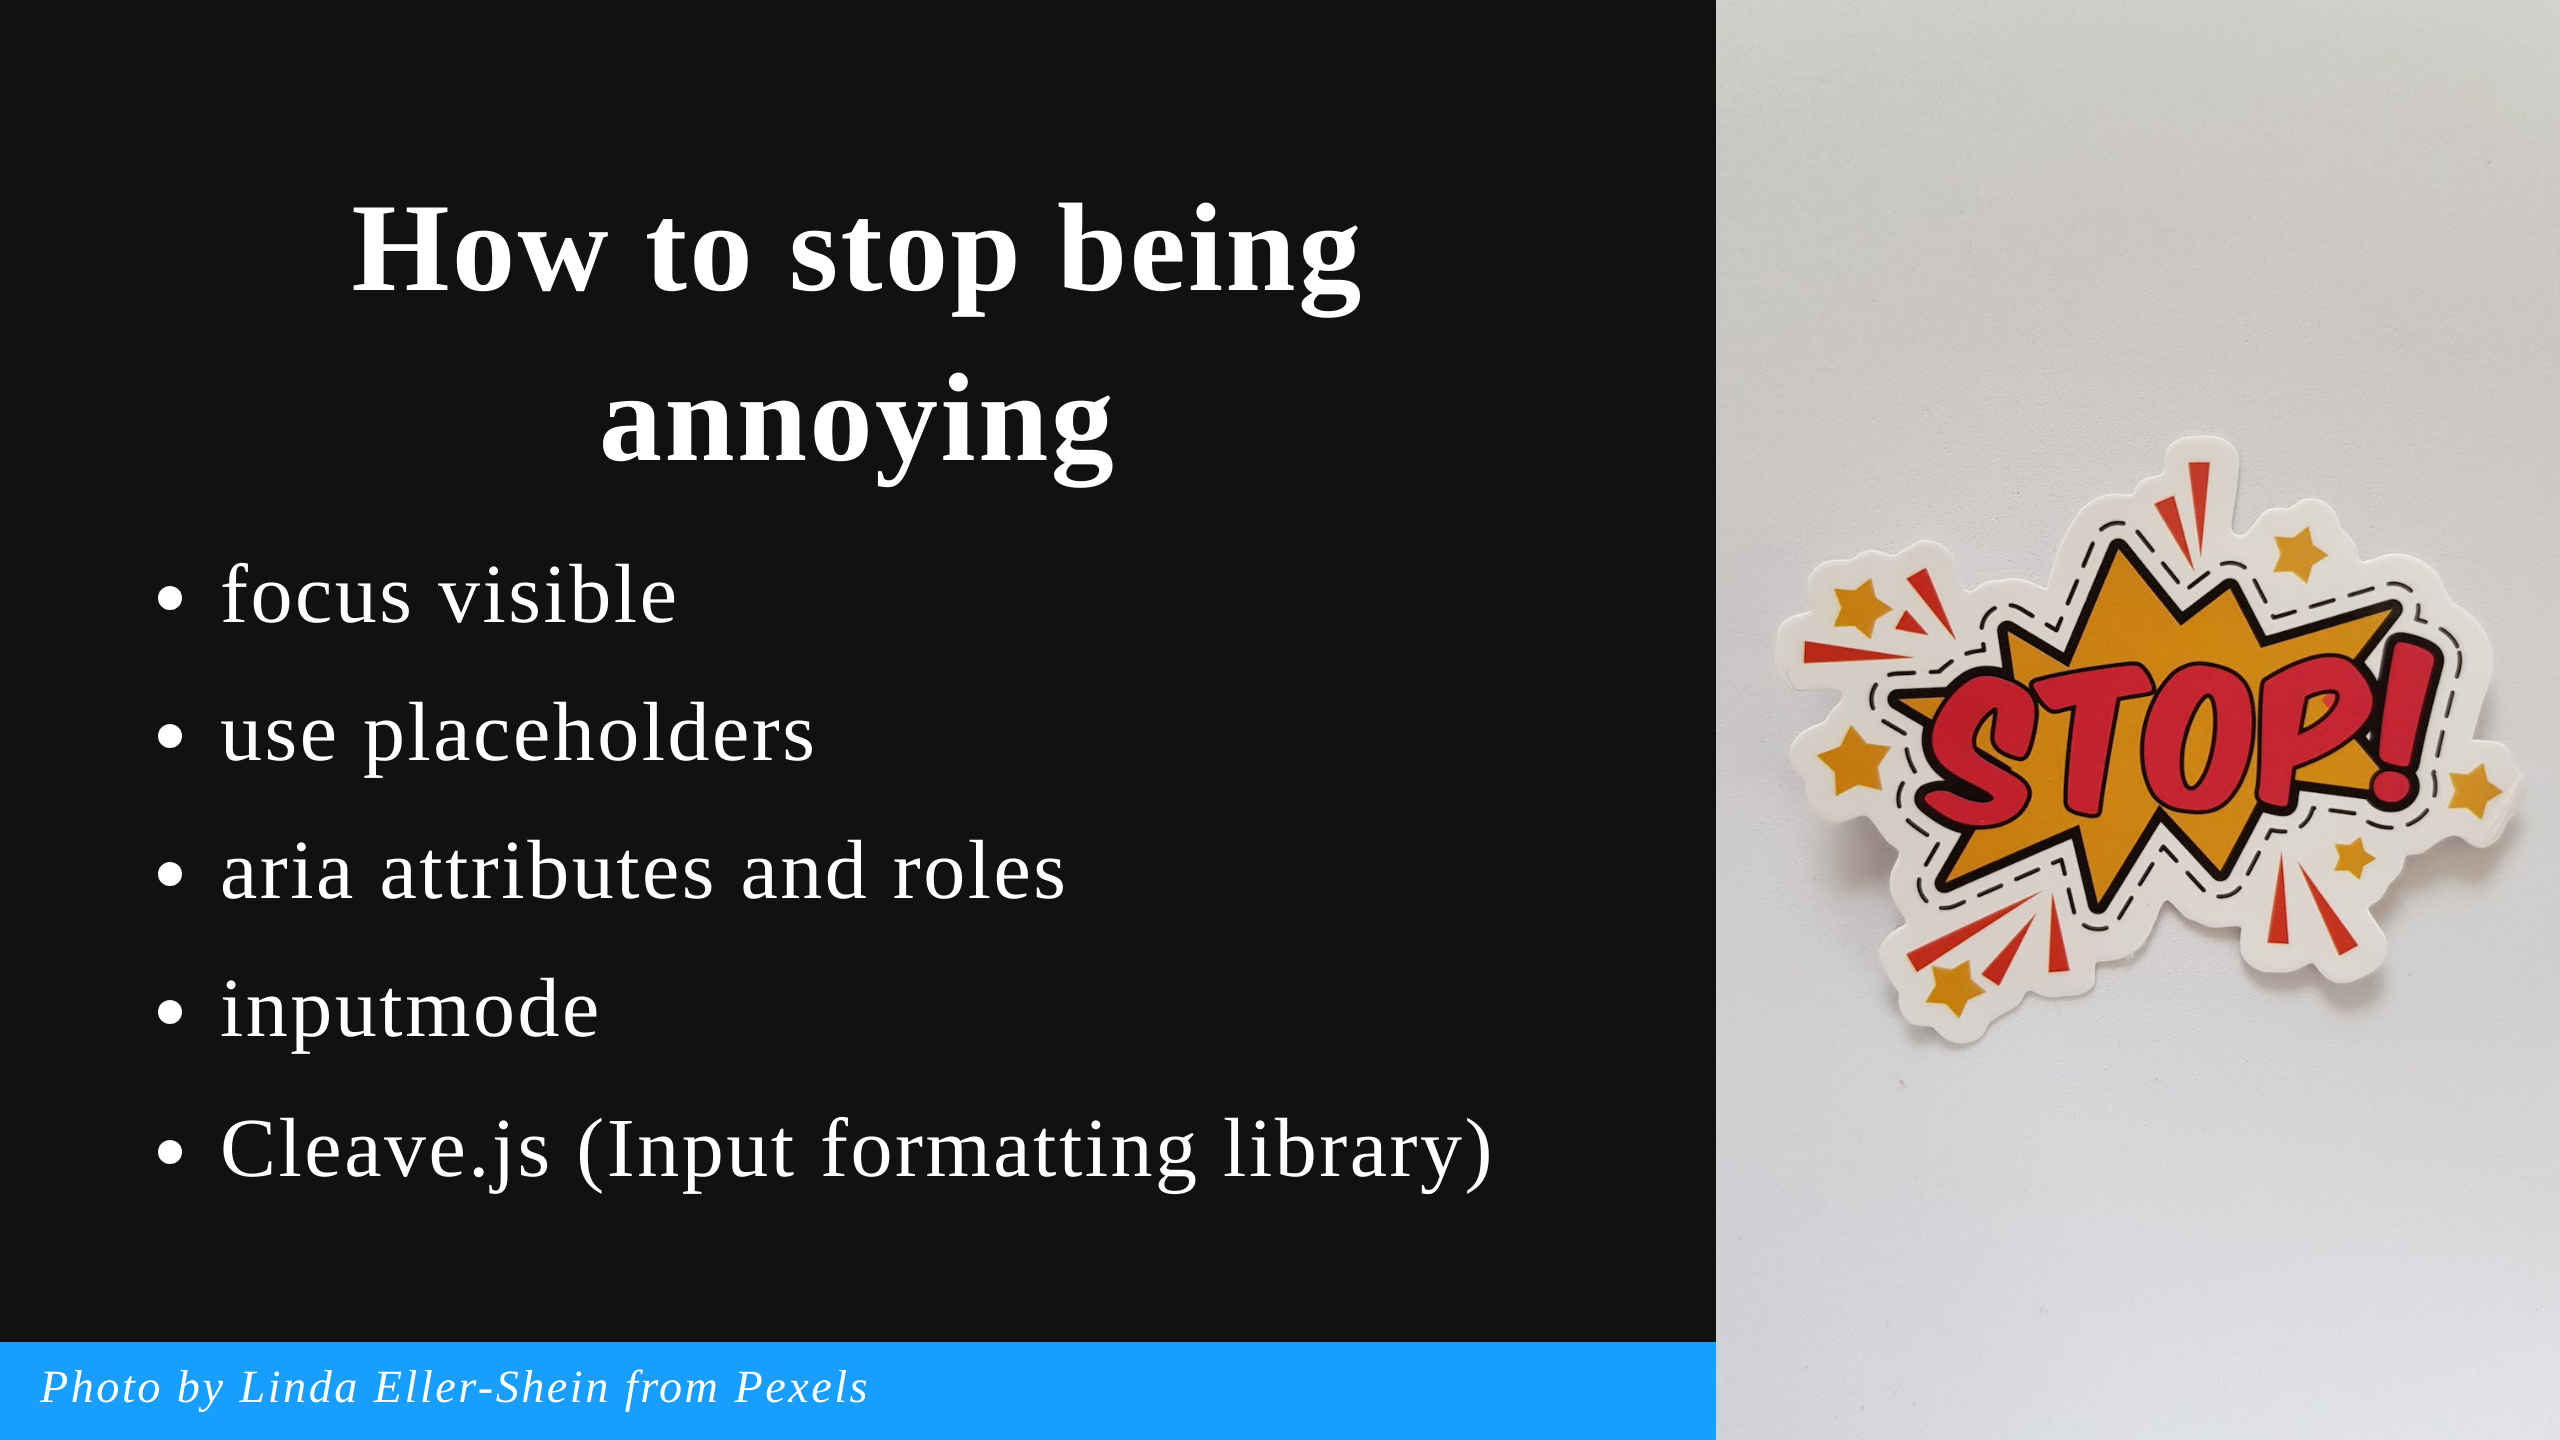 How to stop being
annoying
focus visible
use placeholders
aria attributes and roles
inputmode
Cleave.js (Input formatting library)
STOP!
Photo by Linda Eller-Shein from Pexels